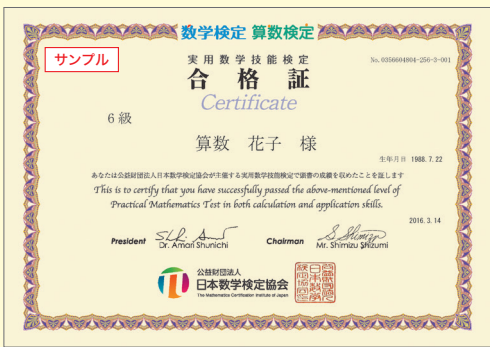 数学検定 算数検定
サンプル
実用数学技能検定
No. 0356604804-256-3-001
合格証
Certificate
6級
算数 花子 様
生年月日 1988. 7. 22
あなたは公益財団法人日本数学検定協会が主催する実用数学技能検定で頭書の成績を収めたことを証します
This is to certify that you have successfully passed the above-mentioned level of
Practical Mathematics Test in both calculation and application skills.
2016. 3. 14
President Dr. Amari Shunichi Chairman Mr. Shimizu Shizumi
公益財団法人
日本数学検定協会
The Mathematics Certification Institute of Japan